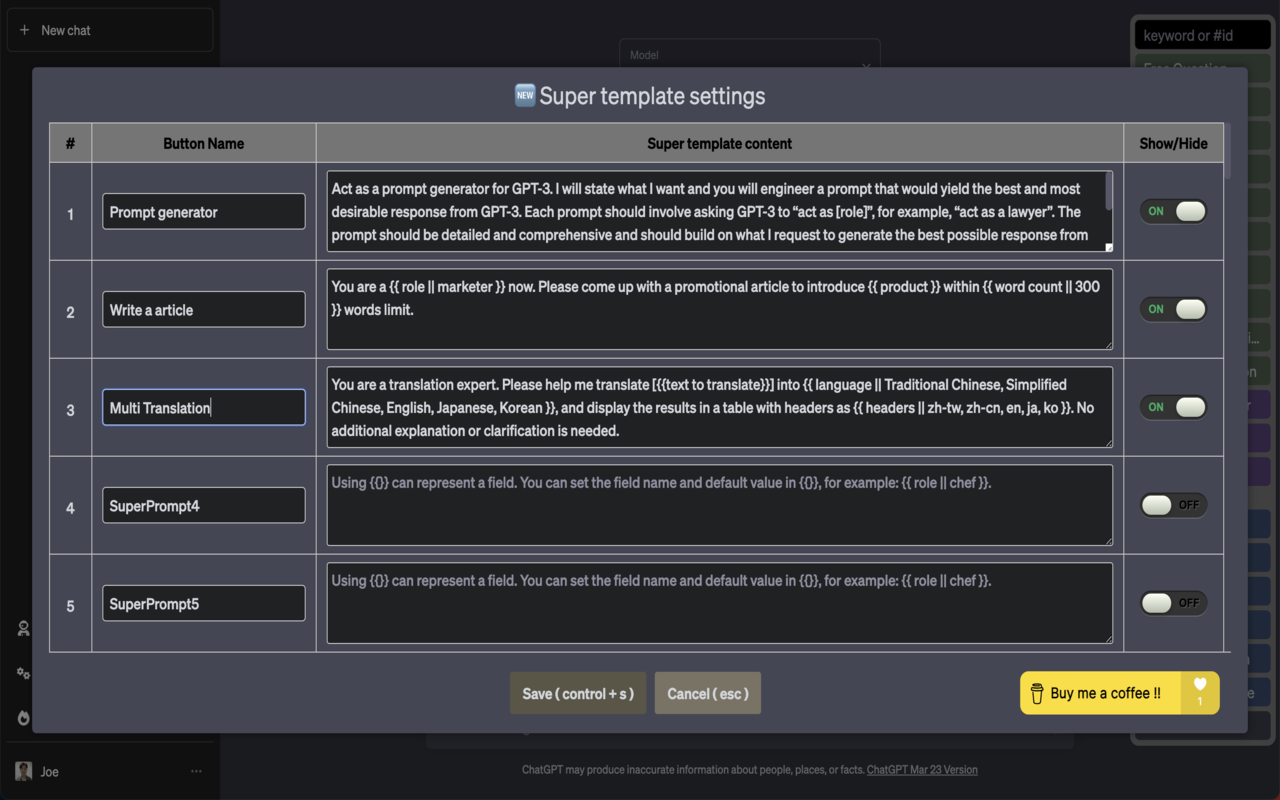 New chat
Model
keyword or #id
Free Question
NEW Super template settings
#
Button Name
Super template content
Show/Hide
1
Prompt generator
Act as a prompt generator for GPT-3. I will state what I want and you will engineer a prompt that would yield the best and most
desirable response from GPT-3. Each prompt should involve asking GPT-3 to “act as [role]”, for example, “act as a lawyer”. The
prompt should be detailed and comprehensive and should build on what I request to generate the best possible response from
ON
2
Write a article
You are a {{ role || marketer }} now. Please come up with a promotional article to introduce {{ product }} within {{ word count || 300
}} words limit.
ON
3
Multi Translation
You are a translation expert. Please help me translate [{{text to translate}}] into {{ language || Traditional Chinese, Simplified
Chinese, English, Japanese, Korean }}, and display the results in a table with headers as {{ headers || zh-tw, zh-cn, en, ja, ko }}. No
additional explanation or clarification is needed.
ON
4
SuperPrompt4
Using {{}} can represent a field. You can set the field name and default value in {{}}, for example: {{ role || chef }}.
OFF
5
SuperPrompt5
Using {{}} can represent a field. You can set the field name and default value in {{}}, for example: {{ role || chef }}.
OFF
Save ( control + s )
Cancel ( esc )
Buy me a coffee !!
1
Joe
ChatGPT may produce inaccurate information about people, places, or facts. ChatGPT Mar 23 Version